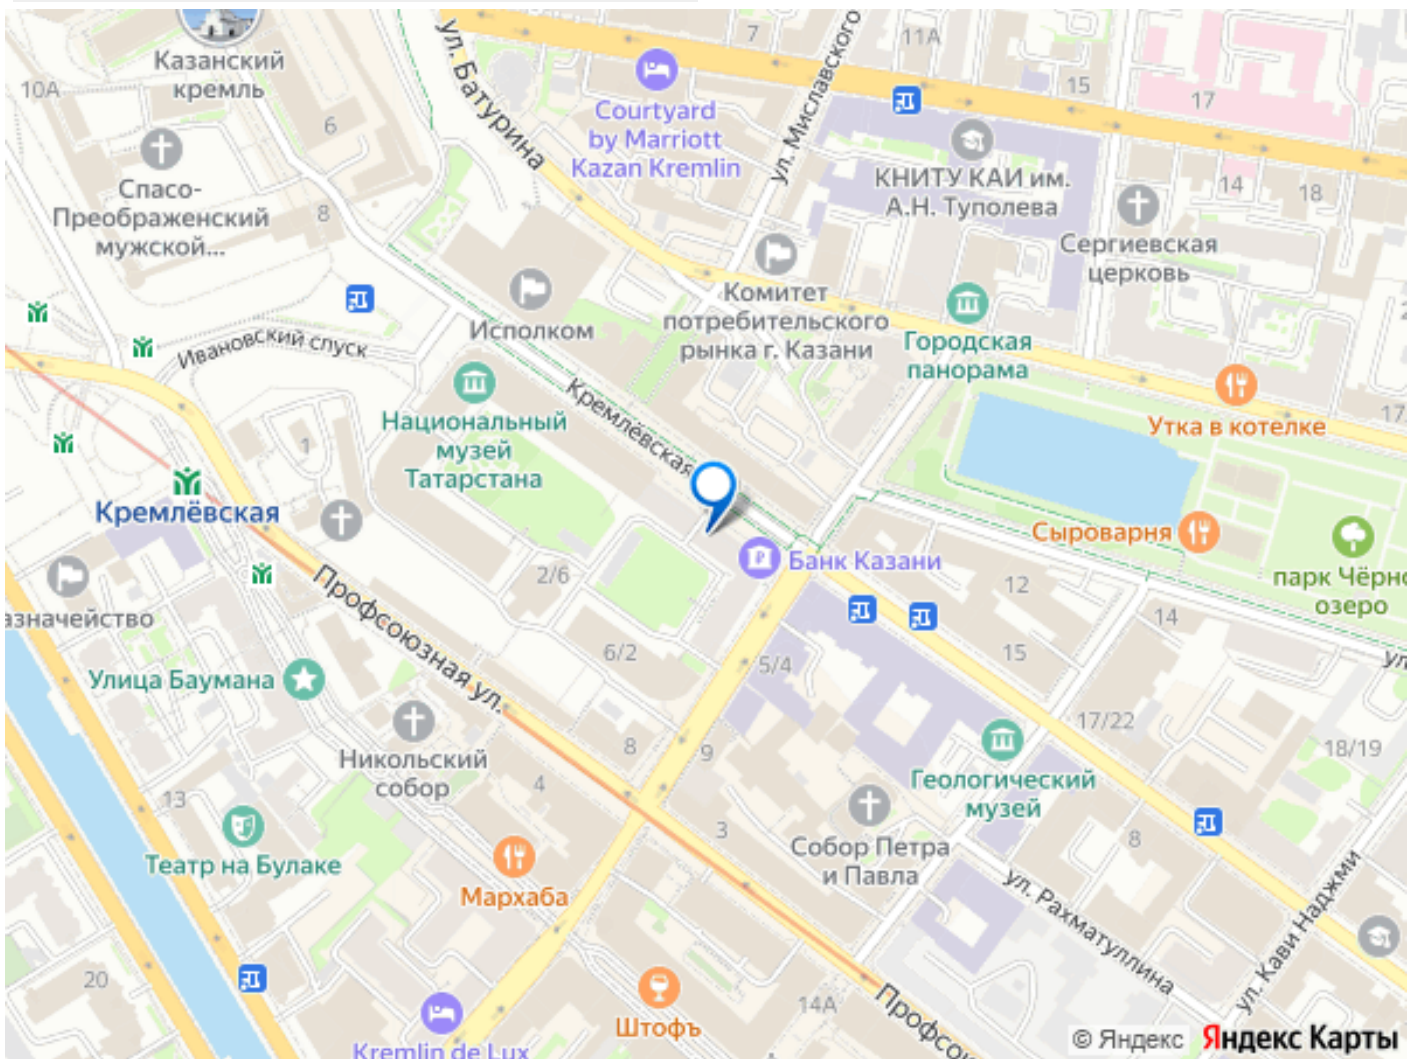 Казанский
кремль
10А
6
8
ул. Батурина
Courtyard
by Marriott
Kazan Kremlin
7
ул. Миславского
11А
15
17
КНИТУ КАИ им.
А.Н. Туполева
14
18
Сергиевская
церковь
Спасо-
Преображенский
мужской...
Исполком
Комитет
потребительского
рынка г. Казани
Городская
панорама
Ивановский спуск
Национальный
музей
Татарстана
Кремлёвская
Утка в котелке
17
1
Кремлёвская
Сыроварня
парк Чёрно
озеро
Банк Казани
азначейство
2/6
12
14
Профсоюзная ул.
6/2
5/4
15
ул
Улица Баумана
17/22
18/19
Никольский
собор
8
9
Геологический
музей
13
4
3
8
Театр на Булаке
Собор Петра
и Павла
Мархаба
ул. Рахматуллина
ул. Кави Наджми
20
Штофъ
14А
Профсою
Kremlin de Lux
© Яндекс Яндекс Карты